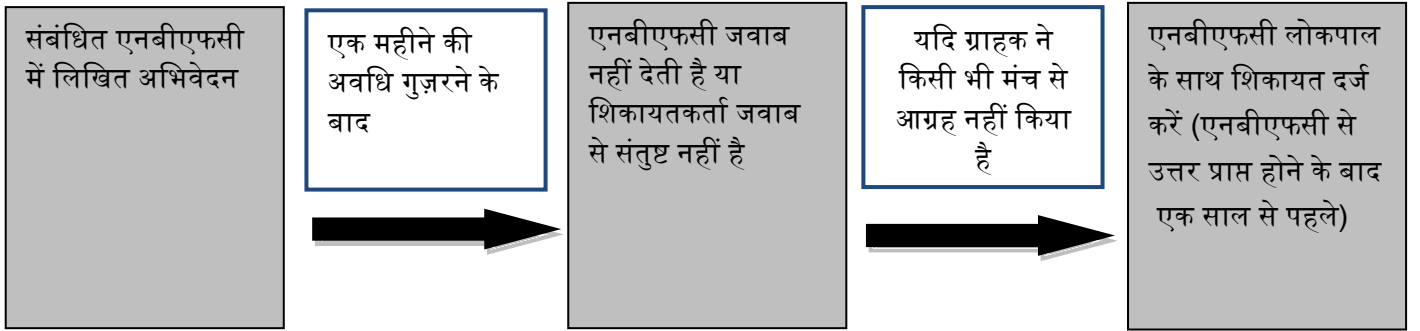 संबंधित एनबीएफसी
में लिखित अभिवेदन
एक महीने की
अवधि गुज़रने के
बाद
एनबीएफसी जवाब
नहीं देती है या
शिकायतकर्ता जवाब
से संतुष्ट नहीं है
यदि ग्राहक ने
किसी भी मंच से
आग्रह नहीं किया
है
एनबीएफसी लोकपाल
के साथ शिकायत दर्ज
करें (एनबीएफसी से
उत्तर प्राप्त होने के बाद
एक साल से पहले)